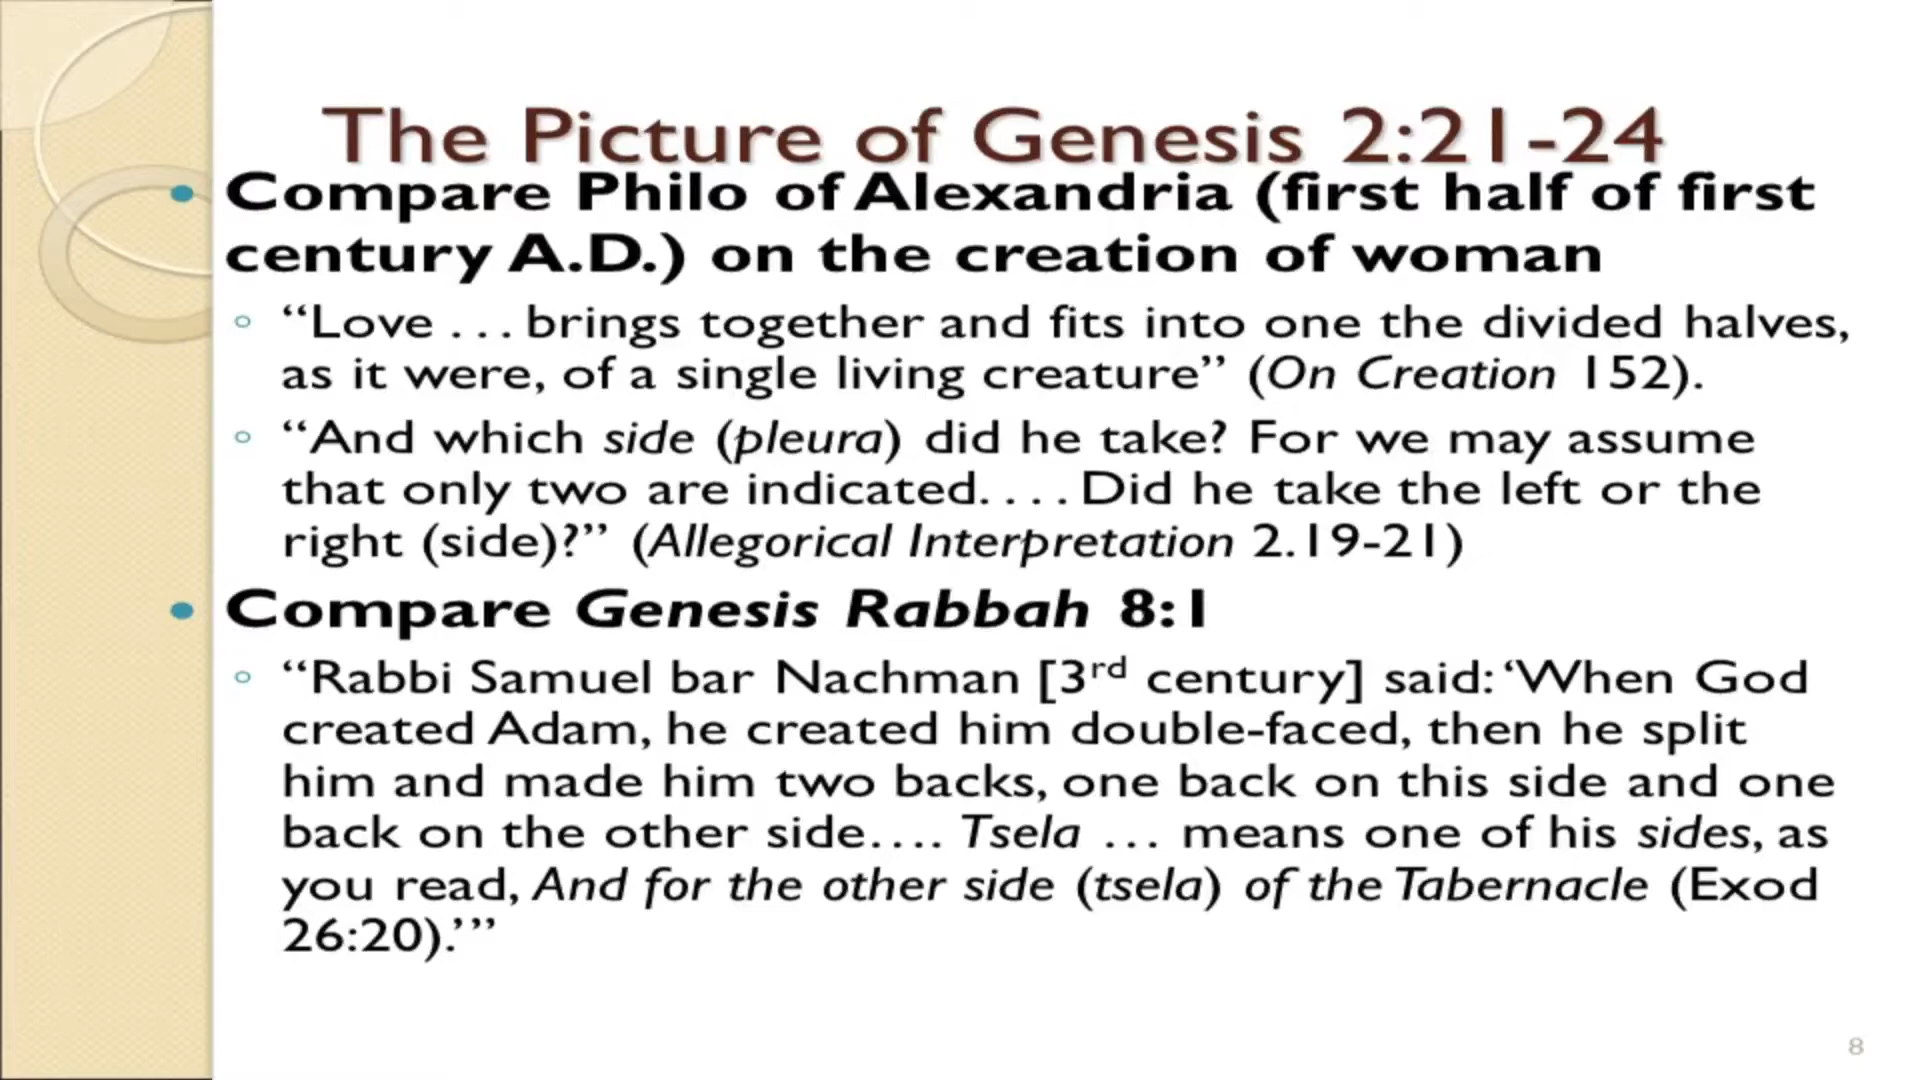 The Picture of Genesis 2:21-24
• Compare Philo of Alexandria (first half of first
century A.D.) on the creation of woman
◦ “Love . . . brings together and fits into one the divided halves,
as it were, of a single living creature” (On Creation 152).
◦ “And which side (pleura) did he take? For we may assume
that only two are indicated. . . . Did he take the left or the
right (side)?” (Allegorical Interpretation 2.19-21)
• Compare Genesis Rabbah 8:1
◦ “Rabbi Samuel bar Nachman [3rd century] said: ‘When God
created Adam, he created him double-faced, then he split
him and made him two backs, one back on this side and one
back on the other side…. Tsela … means one of his sides, as
you read, And for the other side (tsela) of the Tabernacle (Exod
26:20).’”
8